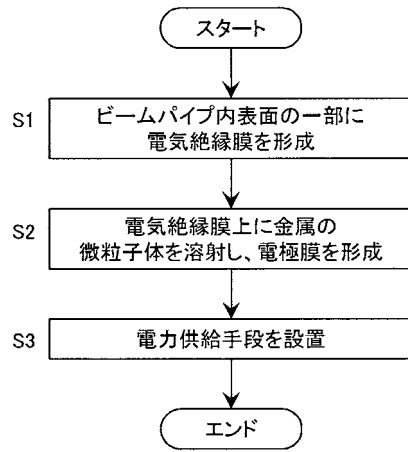 スタート
S1
ビームパイプ内表面の一部に
電気絶縁膜を形成
S2
電気絶縁膜上に金属の
微粒子体を溶射し、電極膜を形成
S3
電力供給手段を設置
エンド